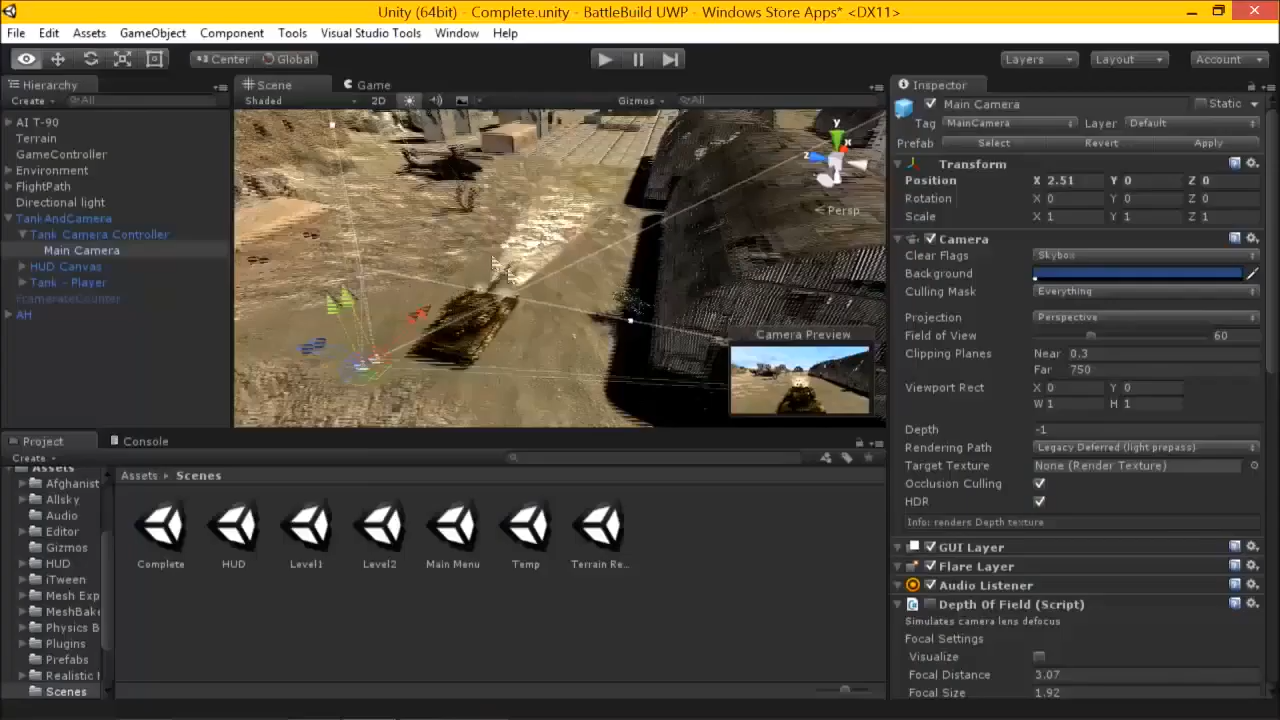 Unity (64bit) - Complete.unity - BattleBuild UWP - Windows Store Apps* <DX11>
File Edit Assets GameObject Component Tools Visual Studio Tools Window Help
Center Global Layers Layout Account
Hierarchy
Create All
AI T-90
Terrain
GameController
Environment
FlightPath
Directional light
TankAndCamera
Tank Camera Controller
Main Camera
HUD Canvas
Tank - Player
FramerateCounter
AH
Scene Game
Shaded 2D Gizmos All
y
x
z
Persp
Camera Preview
Inspector
Main Camera Static
Tag MainCamera Layer Default
Prefab Select Revert Apply
Transform
Position X 2.51 Y 0 Z 0
Rotation X 0 Y 0 Z 0
Scale X 1 Y 1 Z 1
Camera
Clear Flags Skybox
Background
Culling Mask Everything
Projection Perspective
Field of View 60
Clipping Planes Near 0.3
Far 750
Viewport Rect X 0 Y 0
W 1 H 1
Depth -1
Rendering Path Legacy Deferred (light prepass)
Target Texture None (Render Texture)
Occlusion Culling
HDR
Info: renders Depth texture
GUI Layer
Flare Layer
Audio Listener
Depth Of Field (Script)
Simulates camera lens defocus
Focal Settings
Visualize
Focal Distance 3.07
Focal Size 1.92
Project Console
Create
Assets
Afghanist
Allsky
Audio
Editor
Gizmos
HUD
iTween
Mesh Exp
MeshBak
Physics B
Plugins
Prefabs
Realistic
Scenes
Assets Scenes
Complete HUD Level1 Level2 Main Menu Temp Terrain Re...